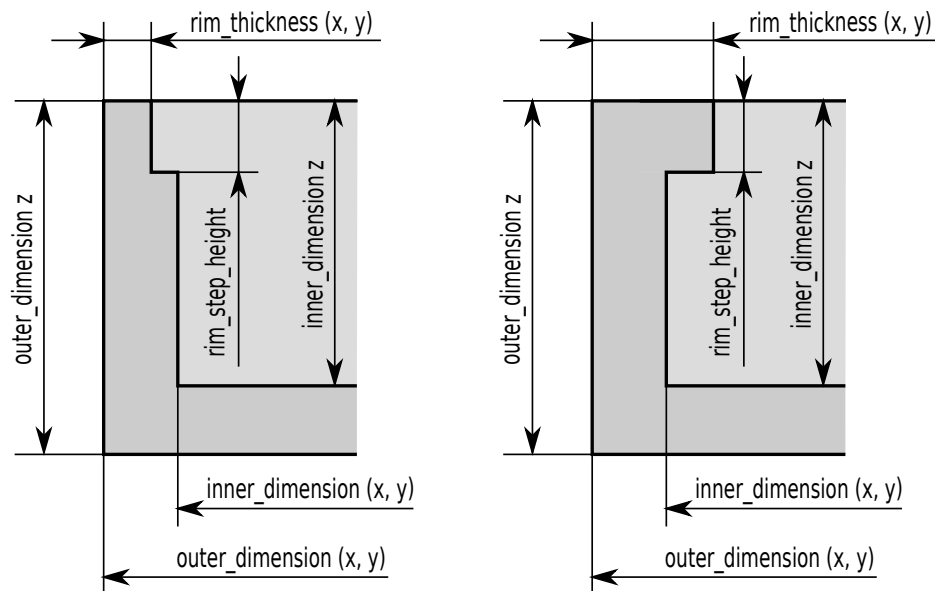 rim_thickness (x, y)
outer_dimension z
rim_step_height
inner_dimension z
inner_dimension (x, y)
outer_dimension (x, y)
rim_thickness (x, y)
outer_dimension z
rim_step_height
inner_dimension z
inner_dimension (x, y)
outer_dimension (x, y)